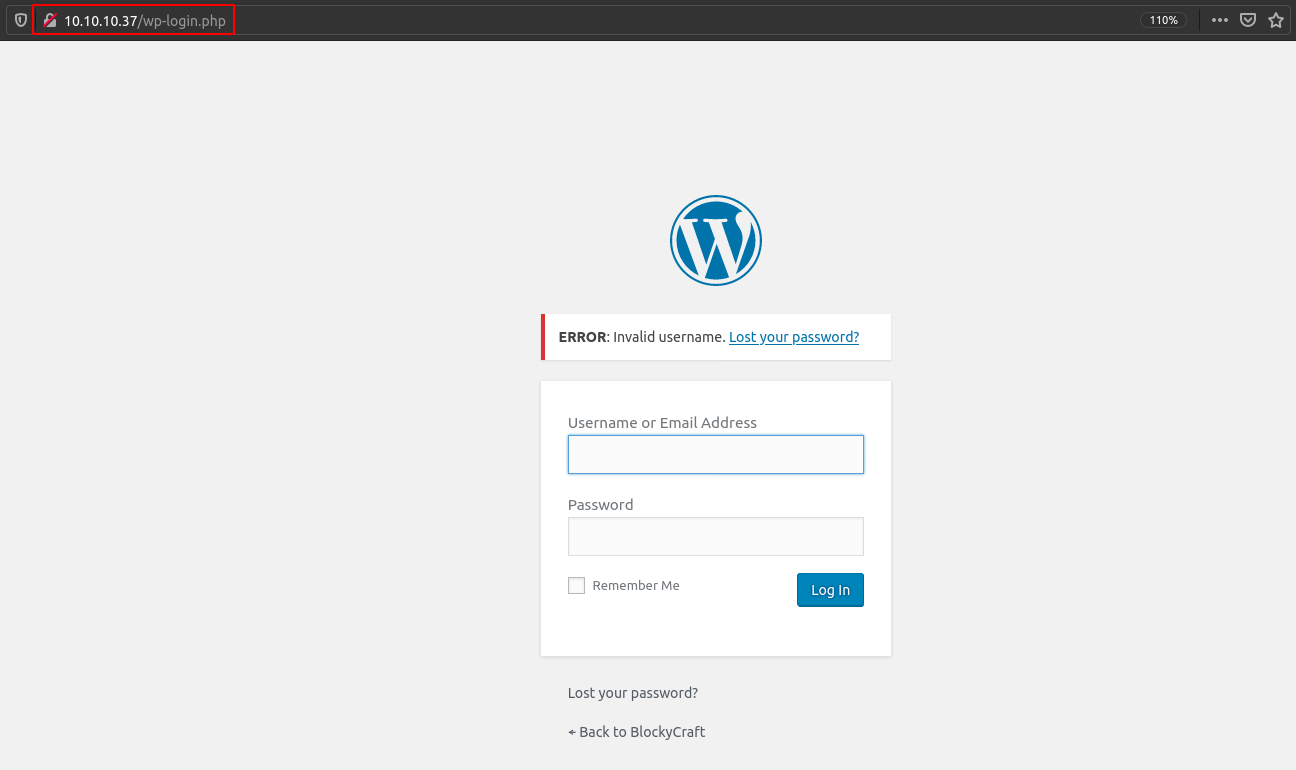 10.10.10.37/wp-login.php 110%
ERROR: Invalid username. Lost your password?
Username or Email Address
Password
Remember Me Log In
Lost your password?
← Back to BlockyCraft